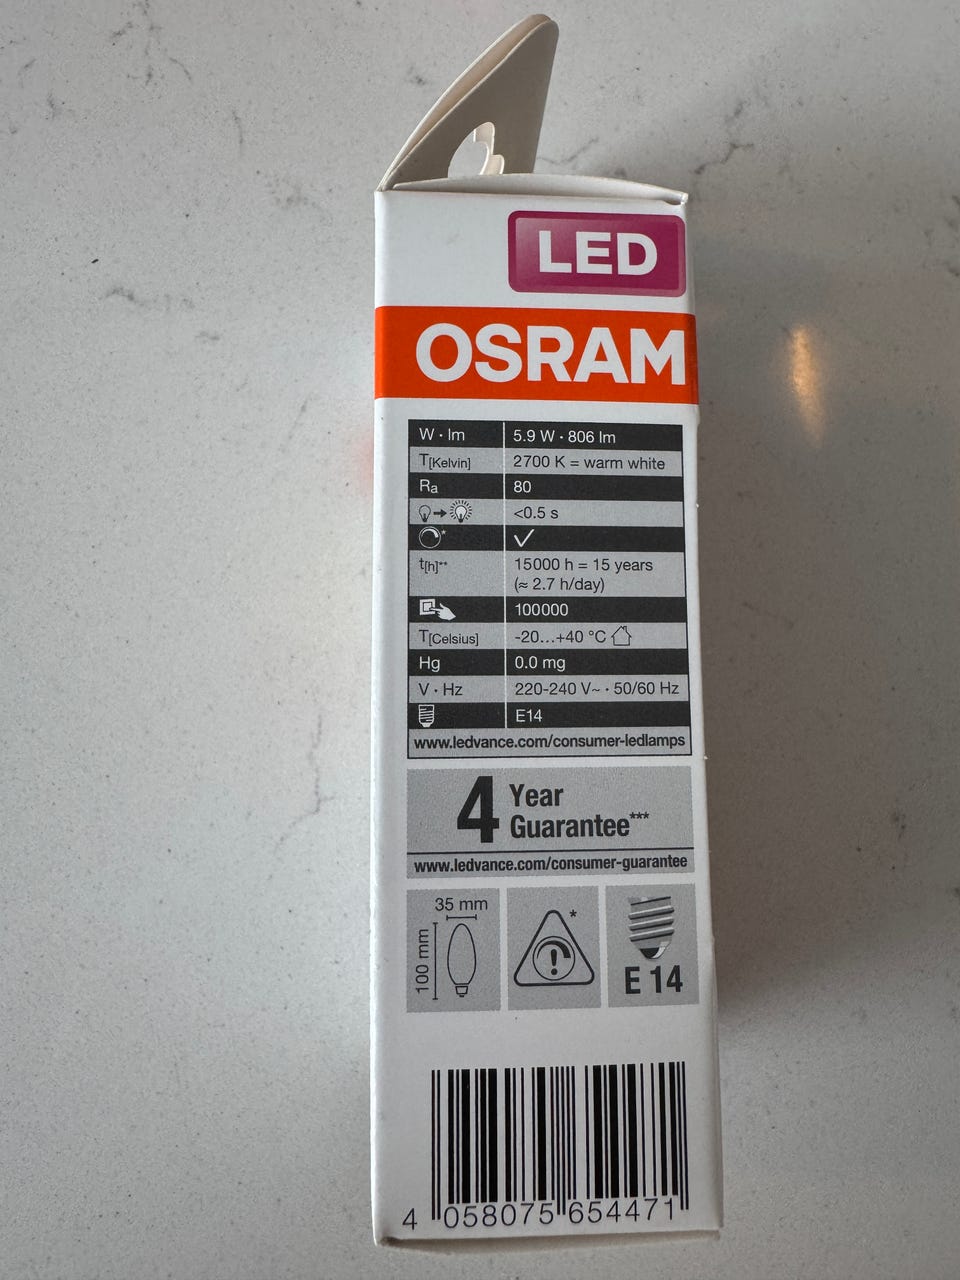 LED
OSRAM
W · lm 5.9 W · 806 lm
T[Kelvin] 2700 K = warm white
Ra 80
<0.5 s
* ✓
t[h]** 15000 h = 15 years
(≈ 2.7 h/day)
100000
T[Celsius] -20...+40 °C
Hg 0.0 mg
V · Hz 220-240 V~ · 50/60 Hz
E14
www.ledvance.com/consumer-ledlamps
4 Year
Guarantee***
www.ledvance.com/consumer-guarantee
35 mm
100 mm
! *
E 14
4 058075 654471